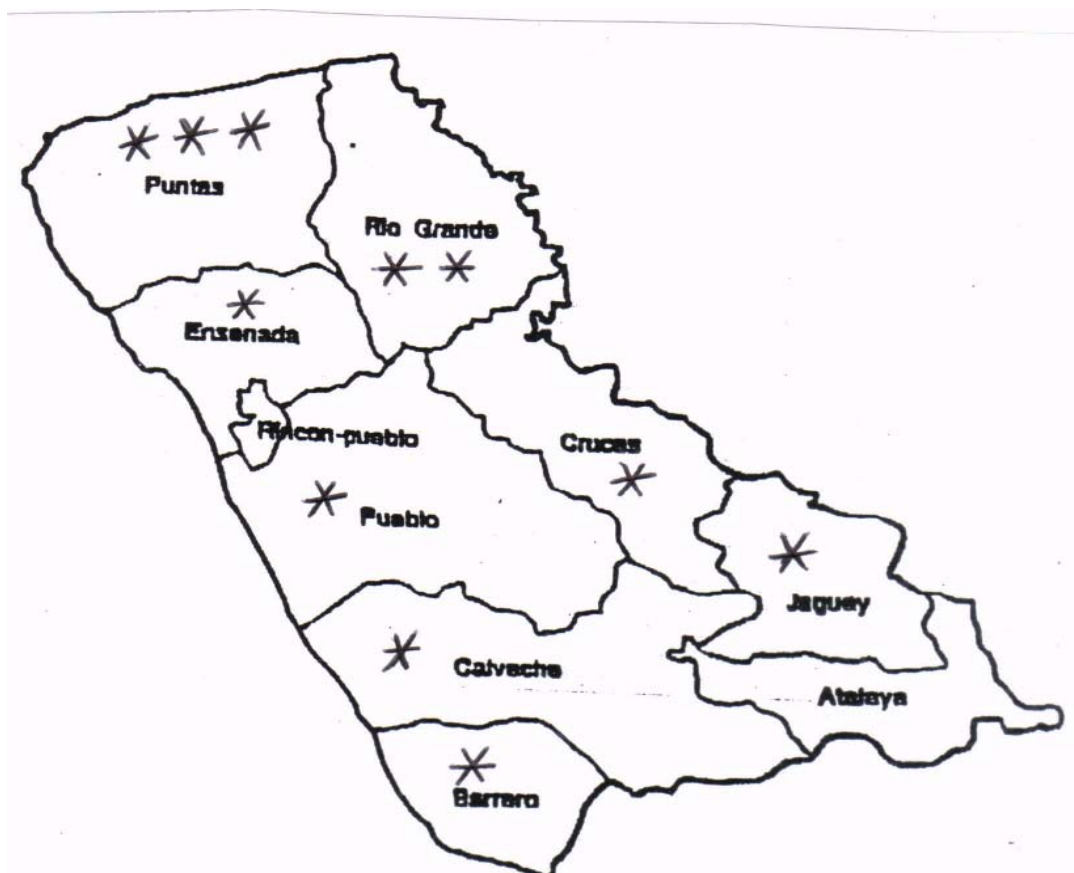 Puntas
Rio Grande
Ensenada
Rincon-pueblo
Cruces
Pueblo
Jaguey
Calvache
Atalaya
Barrero